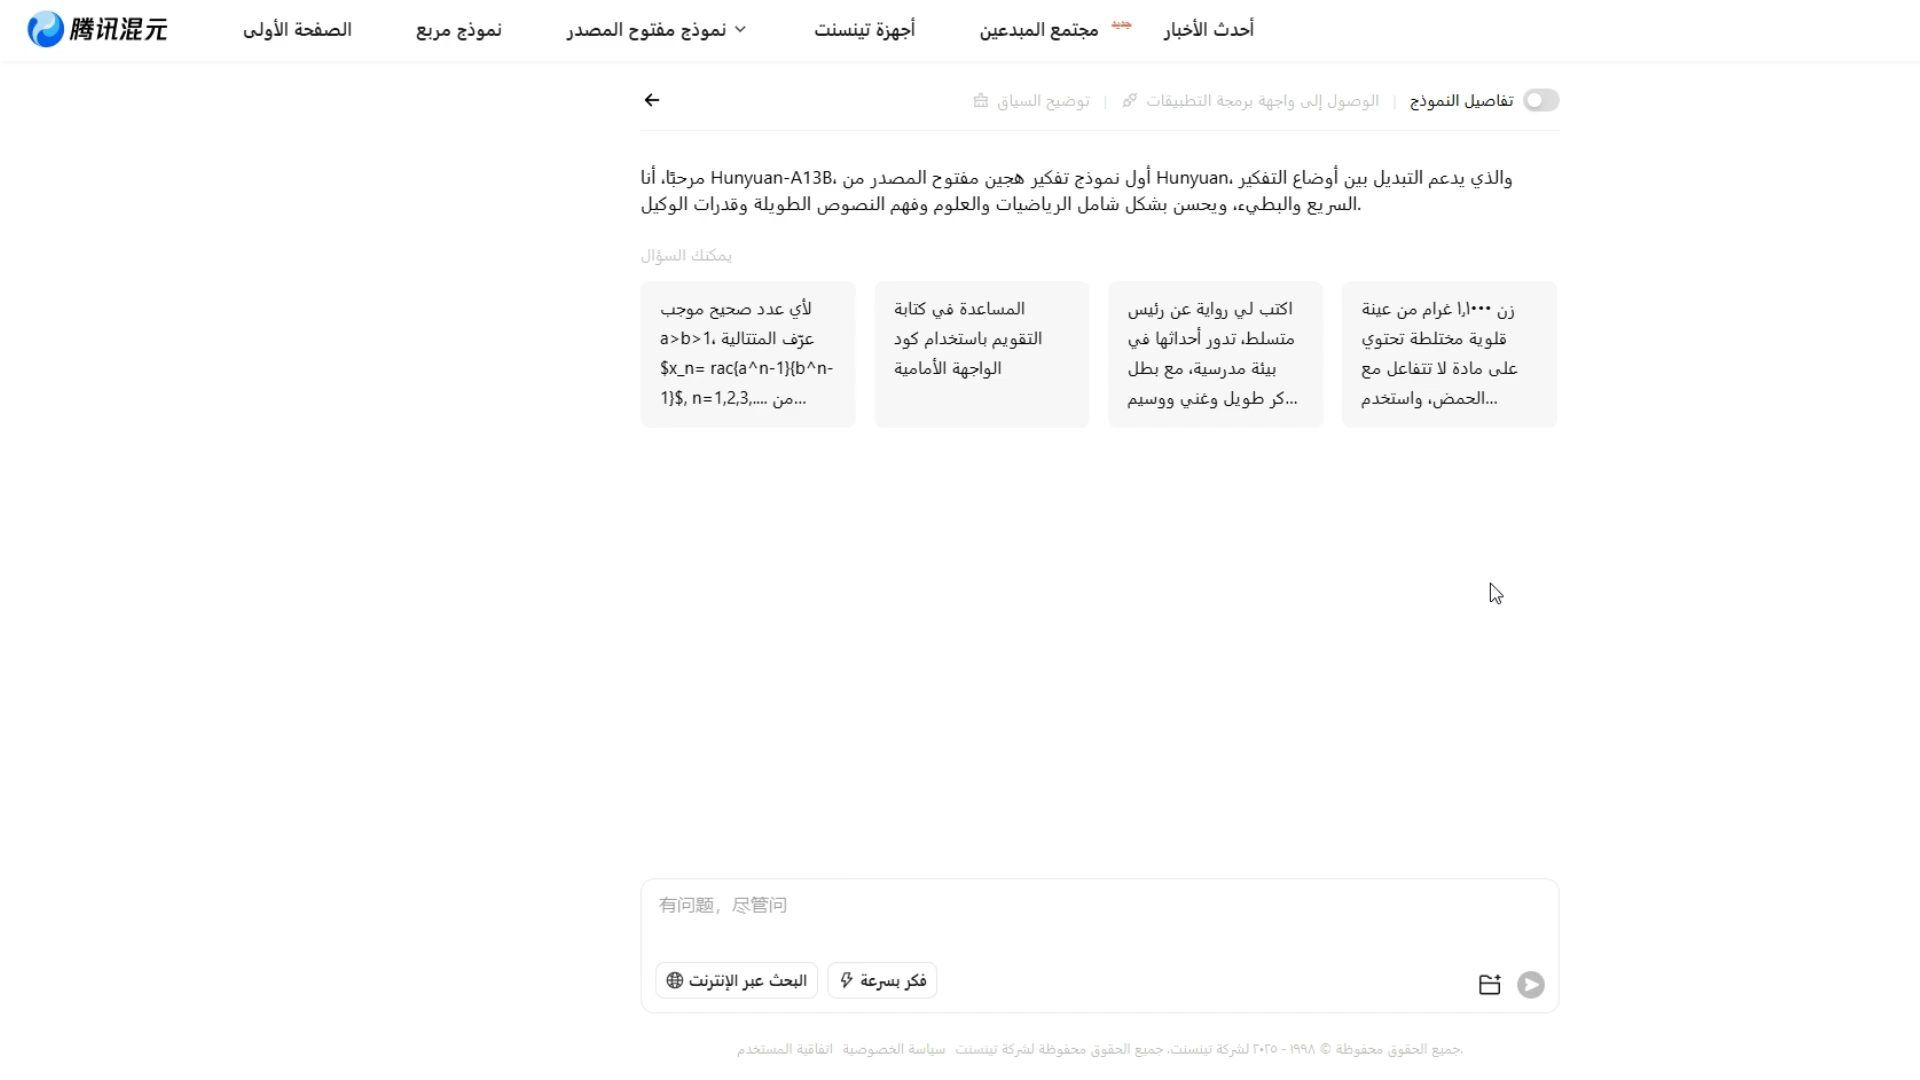 腾讯混元
الصفحة الأولى
نموذج مربع
نموذج مفتوح المصدر
أجهزة تينسنت
مجتمع المبدعين
جديد
أحدث الأخبار
توضيح السياق | الوصول إلى واجهة برمجة التطبيقات | تفاصيل النموذج
مرحبًا، أنا Hunyuan-A13B، أول نموذج تفكير هجين مفتوح المصدر من Hunyuan، والذي يدعم التبديل بين أوضاع التفكير
السريع والبطيء، ويحسن بشكل شامل الرياضيات والعلوم وفهم النصوص الطويلة وقدرات الوكيل.
يمكنك السؤال
لأي عدد صحيح موجب
a>b>1، عرّف المتتالية
$x_n= rac{a^n-1}{b^n-
1}$, n=1,2,3,.... من...
المساعدة في كتابة
التقويم باستخدام كود
الواجهة الأمامية
اكتب لي رواية عن رئيس
متسلط، تدور أحداثها في
بيئة مدرسية، مع بطل
كر طويل وغني ووسيم...
زن ١,١٠٠٠ غرام من عينة
قلوية مختلطة تحتوي
على مادة لا تتفاعل مع
الحمض، واستخدم...
有问题，尽管问
البحث عبر الإنترنت
فكر بسرعة
جميع الحقوق محفوظة © ١٩٩٨ - ٢٠٢٥ لشركة تينسنت. جميع الحقوق محفوظة لشركة تينسنت سياسة الخصوصية اتفاقية المستخدم.